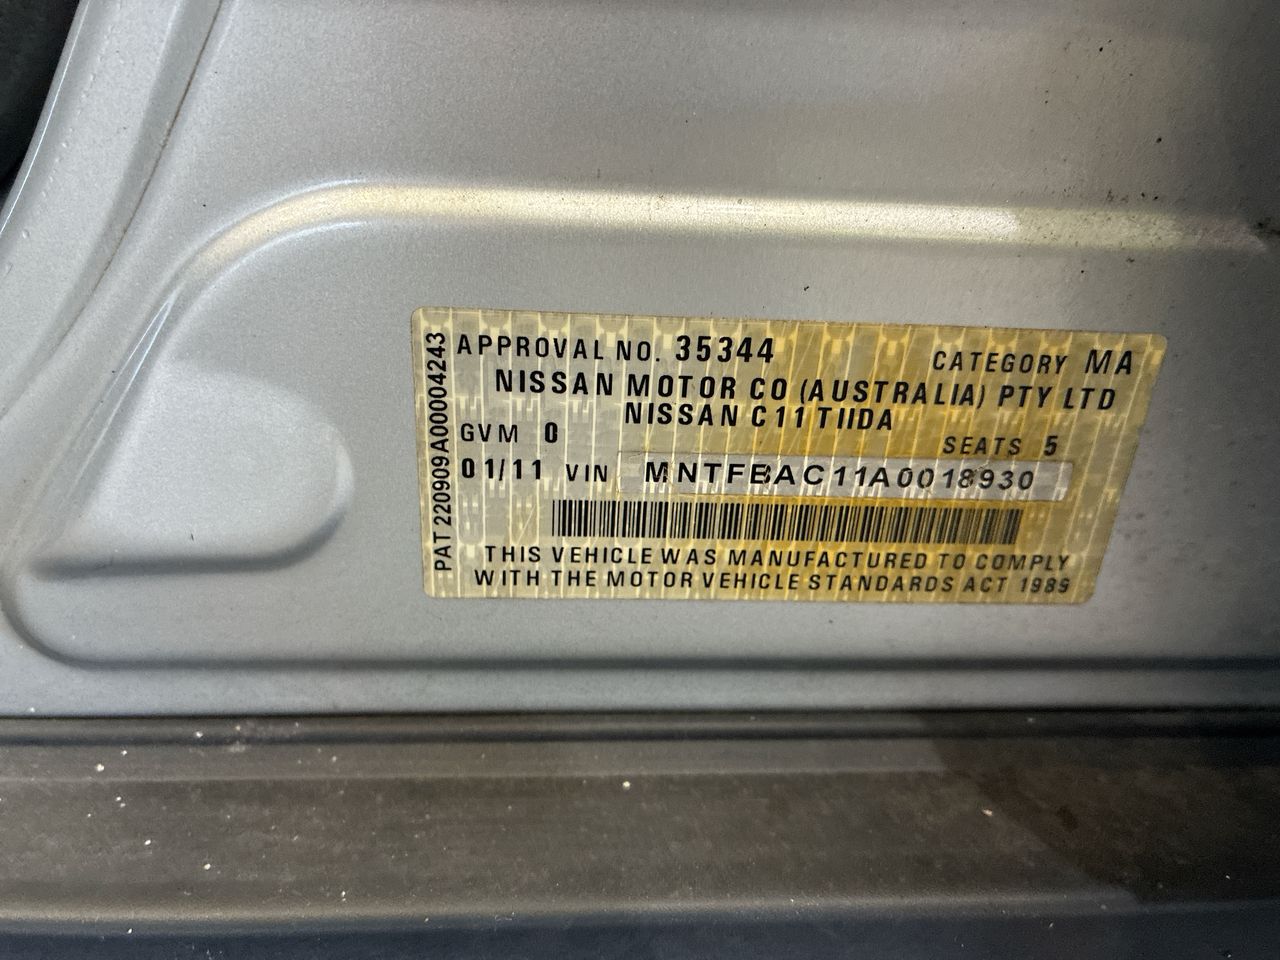 PAT 220909A00004243
APPROVAL NO. 35344 CATEGORY MA
NISSAN MOTOR CO (AUSTRALIA) PTY LTD
NISSAN C11 TIIDA
GVM 0 SEATS 5
01/11 VIN MNTFBAC11A0018930
THIS VEHICLE WAS MANUFACTURED TO COMPLY
WITH THE MOTOR VEHICLE STANDARDS ACT 1989